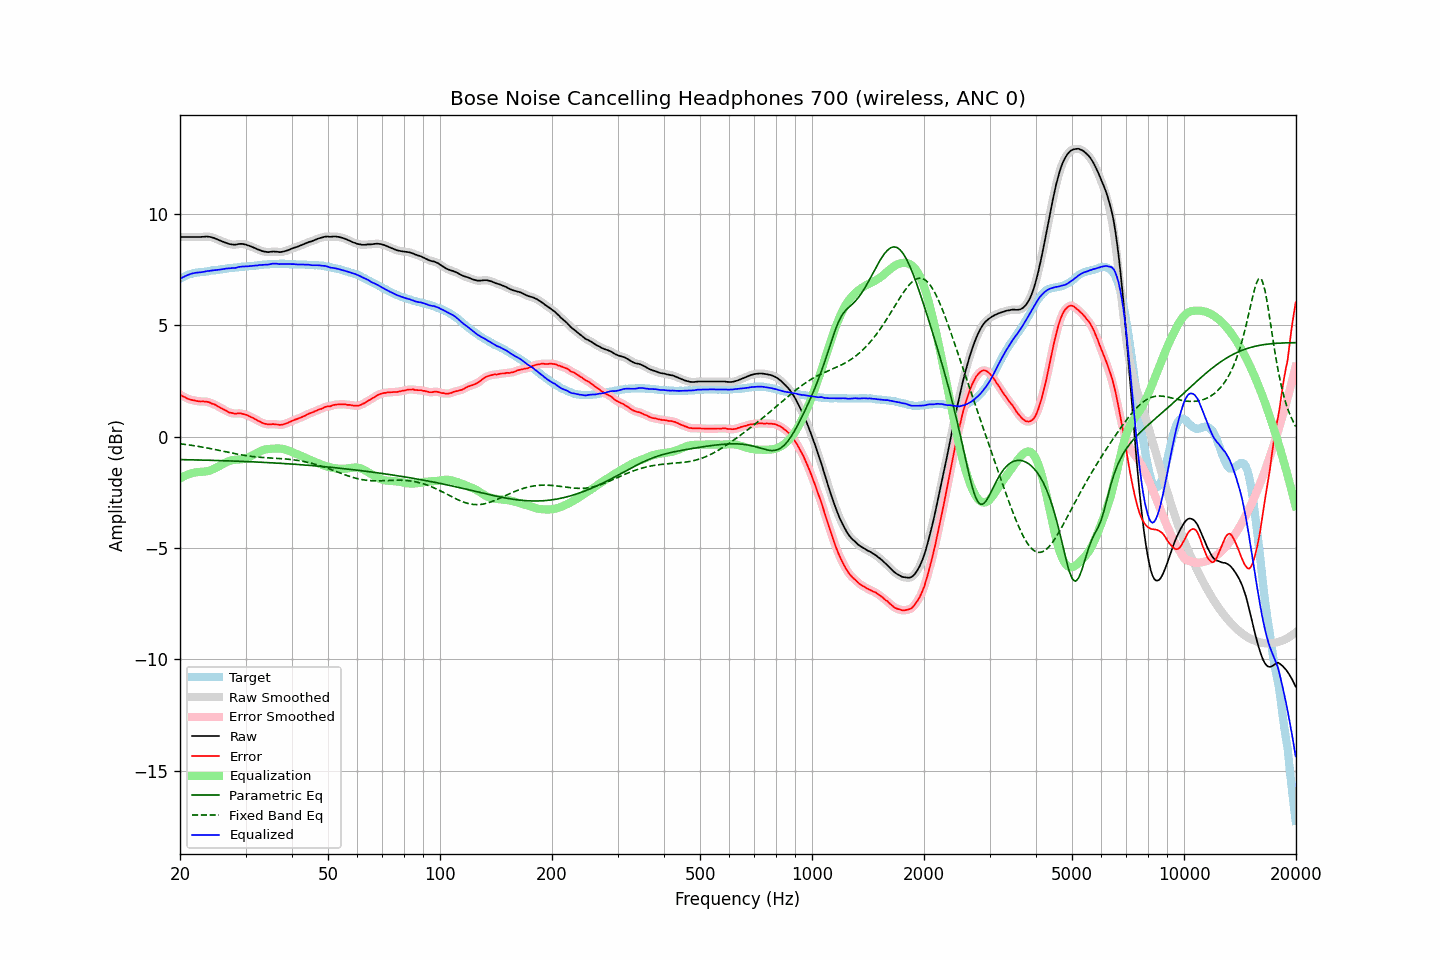 Bose Noise Cancelling Headphones 700 (wireless, ANC 0)
Amplitude (dBr)
10
5
0
−5
−10
−15
Target
Raw Smoothed
Error Smoothed
Raw
Error
Equalization
Parametric Eq
Fixed Band Eq
Equalized
20 50 100 200 500 1000 2000 5000 10000 20000
Frequency (Hz)